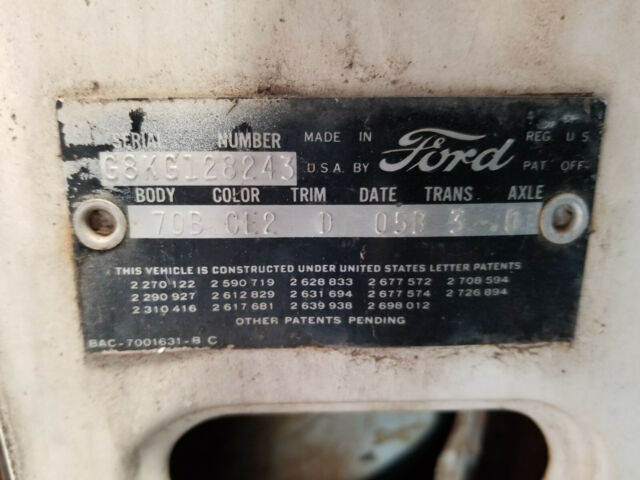 SERIAL NUMBER MADE IN Ford REG. U.S.
G8KG128243 U.S.A. BY PAT. OFF.
BODY COLOR TRIM DATE TRANS. AXLE
70B CE2 D 05B 3
THIS VEHICLE IS CONSTRUCTED UNDER UNITED STATES LETTER PATENTS
2 270 122 2 590 719 2 628 833 2 677 572 2 708 594
2 290 927 2 612 829 2 631 694 2 677 574 2 726 894
2 310 416 2 617 681 2 639 938 2 698 012
OTHER PATENTS PENDING
BAC-7001631-B C